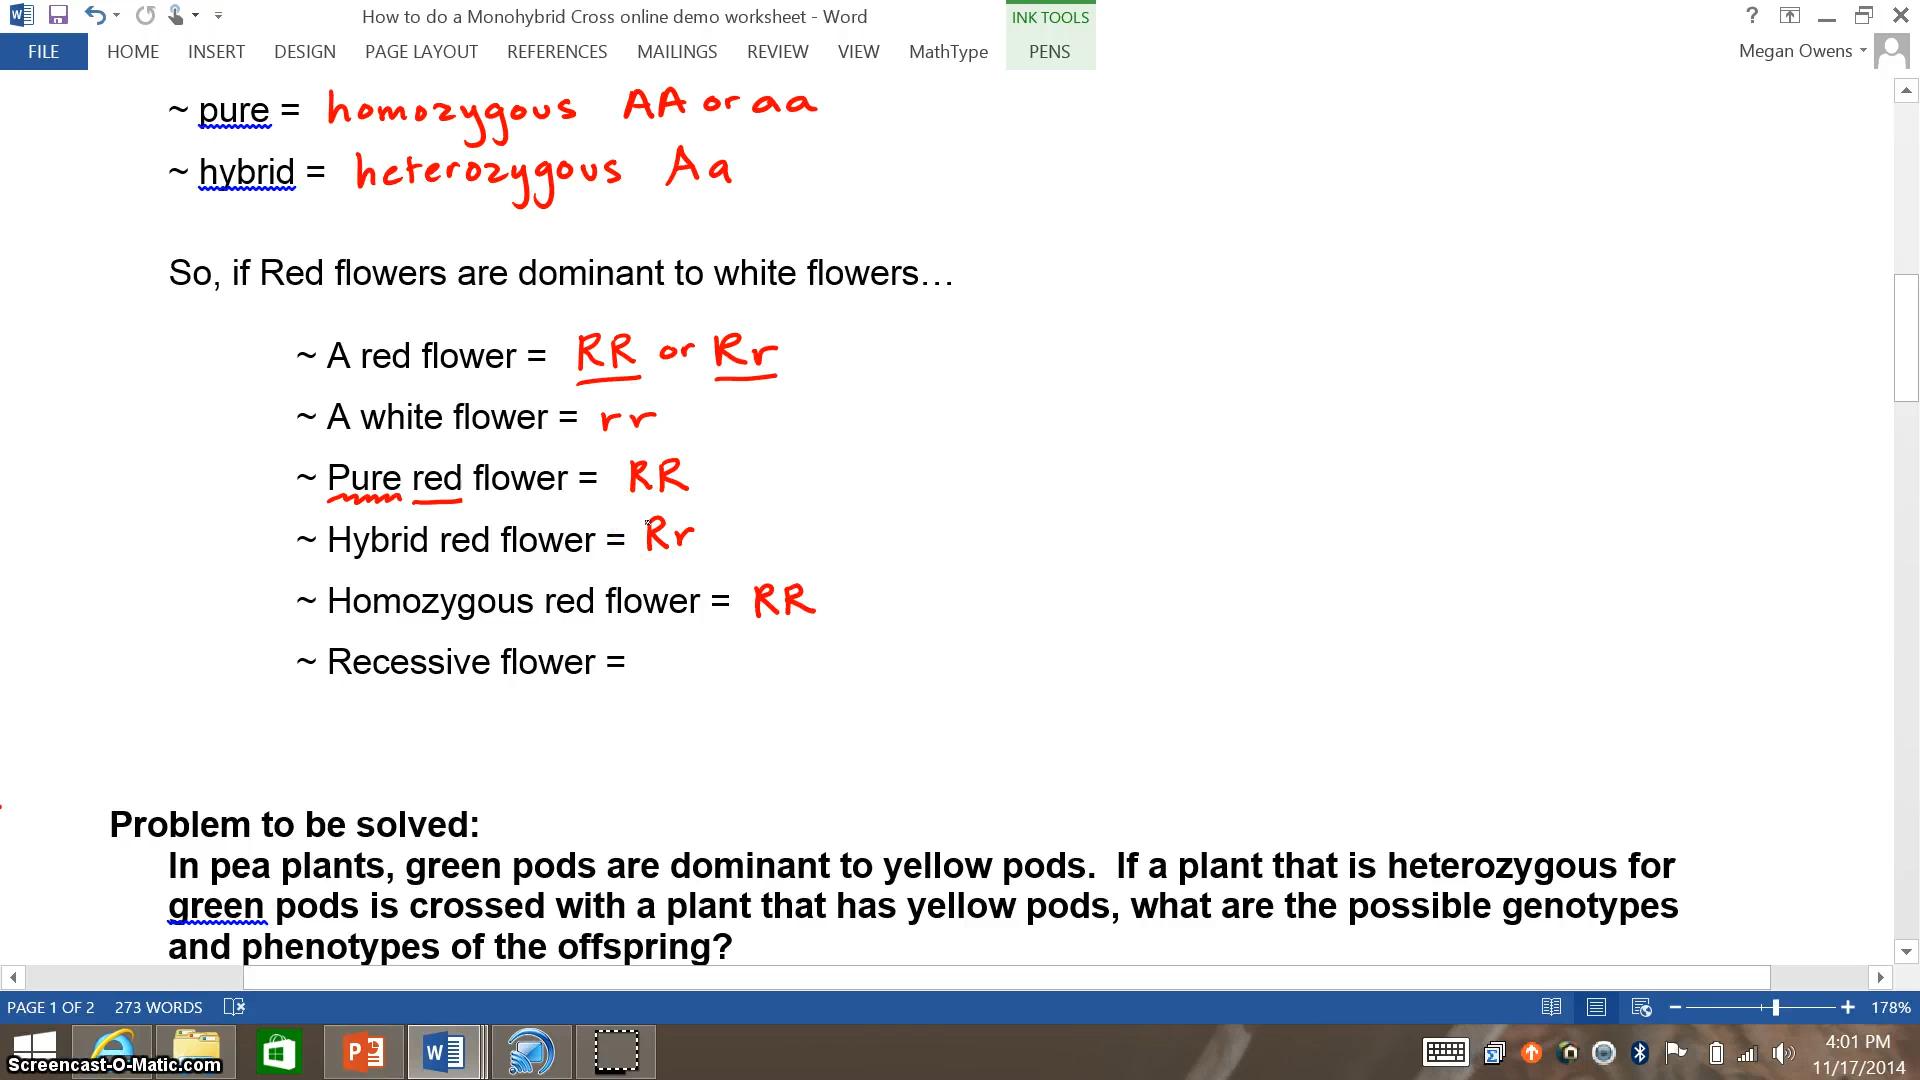 How to do a Monohybrid Cross online demo worksheet - Word
INK TOOLS
?
FILE HOME INSERT DESIGN PAGE LAYOUT REFERENCES MAILINGS REVIEW VIEW MathType PENS
Megan Owens
~ pure = homozygous AA or aa
~ hybrid = heterozygous Aa
So, if Red flowers are dominant to white flowers…
~ A red flower = RR or Rr
~ A white flower = rr
~ Pure red flower = RR
~ Hybrid red flower = Rr
~ Homozygous red flower = RR
~ Recessive flower =
Problem to be solved:
In pea plants, green pods are dominant to yellow pods. If a plant that is heterozygous for
green pods is crossed with a plant that has yellow pods, what are the possible genotypes
and phenotypes of the offspring?
PAGE 1 OF 2 273 WORDS
178%
4:01 PM
11/17/2014
Screencast-O-Matic.com